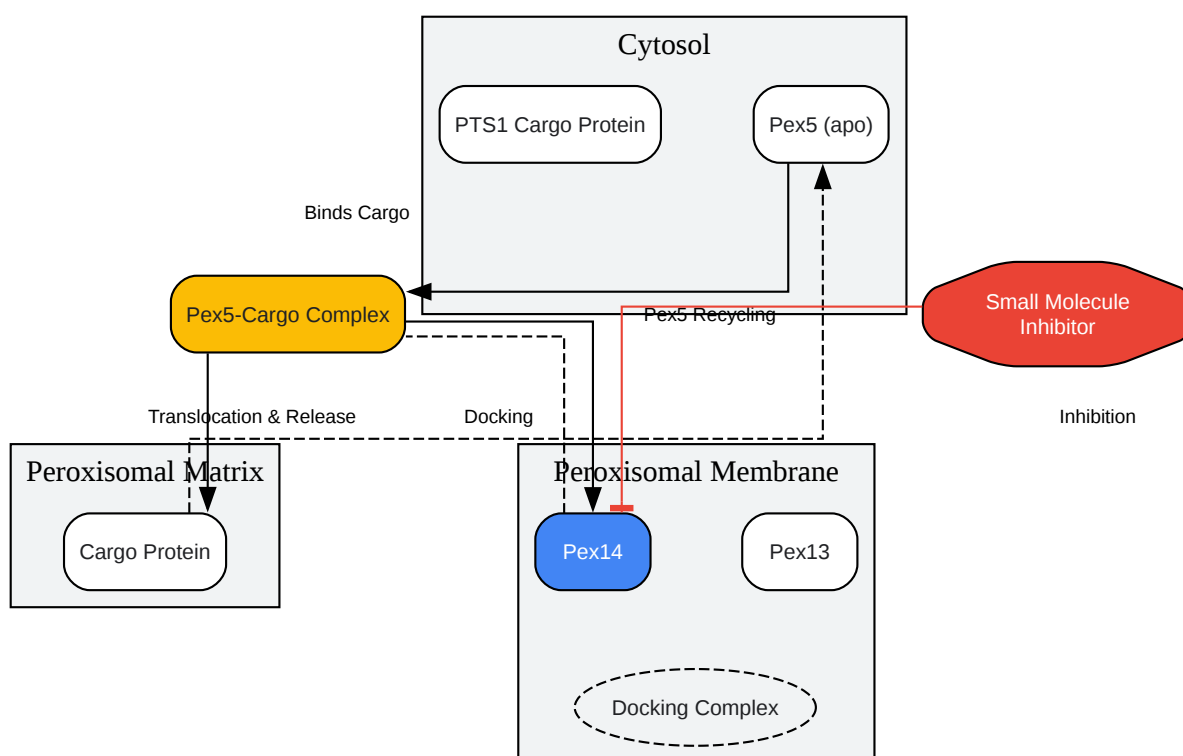 Cytosol
PTS1 Cargo Protein
Pex5 (apo)
Binds Cargo
Pex5-Cargo Complex
Pex5 Recycling
Small Molecule
Inhibitor
Translocation & Release
Docking
Inhibition
Peroxisomal Matrix
Peroxisomal Membrane
Cargo Protein
Pex14
Pex13
Docking Complex